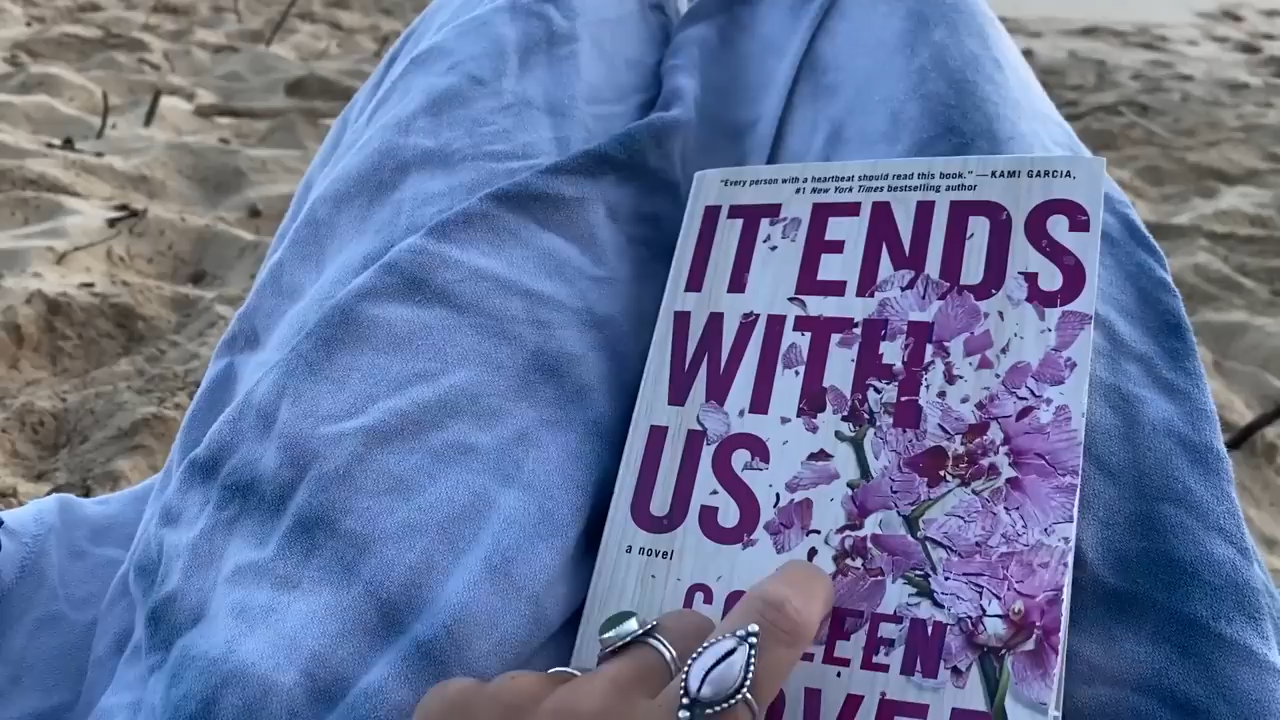 "Every person with a heartbeat should read this book." —KAMI GARCIA,
#1 New York Times bestselling author
IT ENDS
WITH
US
a novel